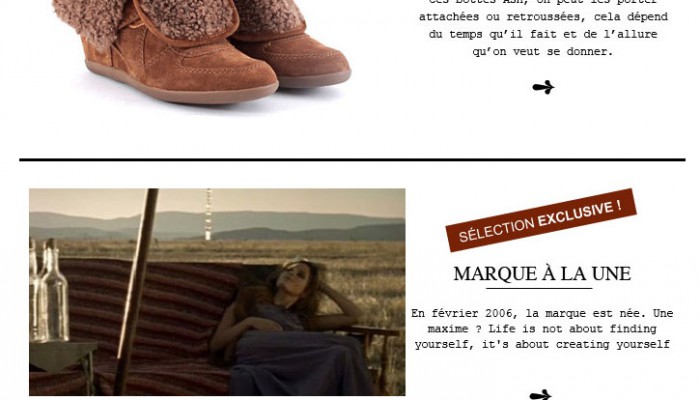 ces bottes Ash, on peut les porter
attachées ou retroussées, cela dépend
du temps qu’il fait et de l’allure
qu’on veut se donner.
SÉLECTION EXCLUSIVE !
MARQUE À LA UNE
En février 2006, la marque est née. Une
maxime ? Life is not about finding
yourself, it's about creating yourself